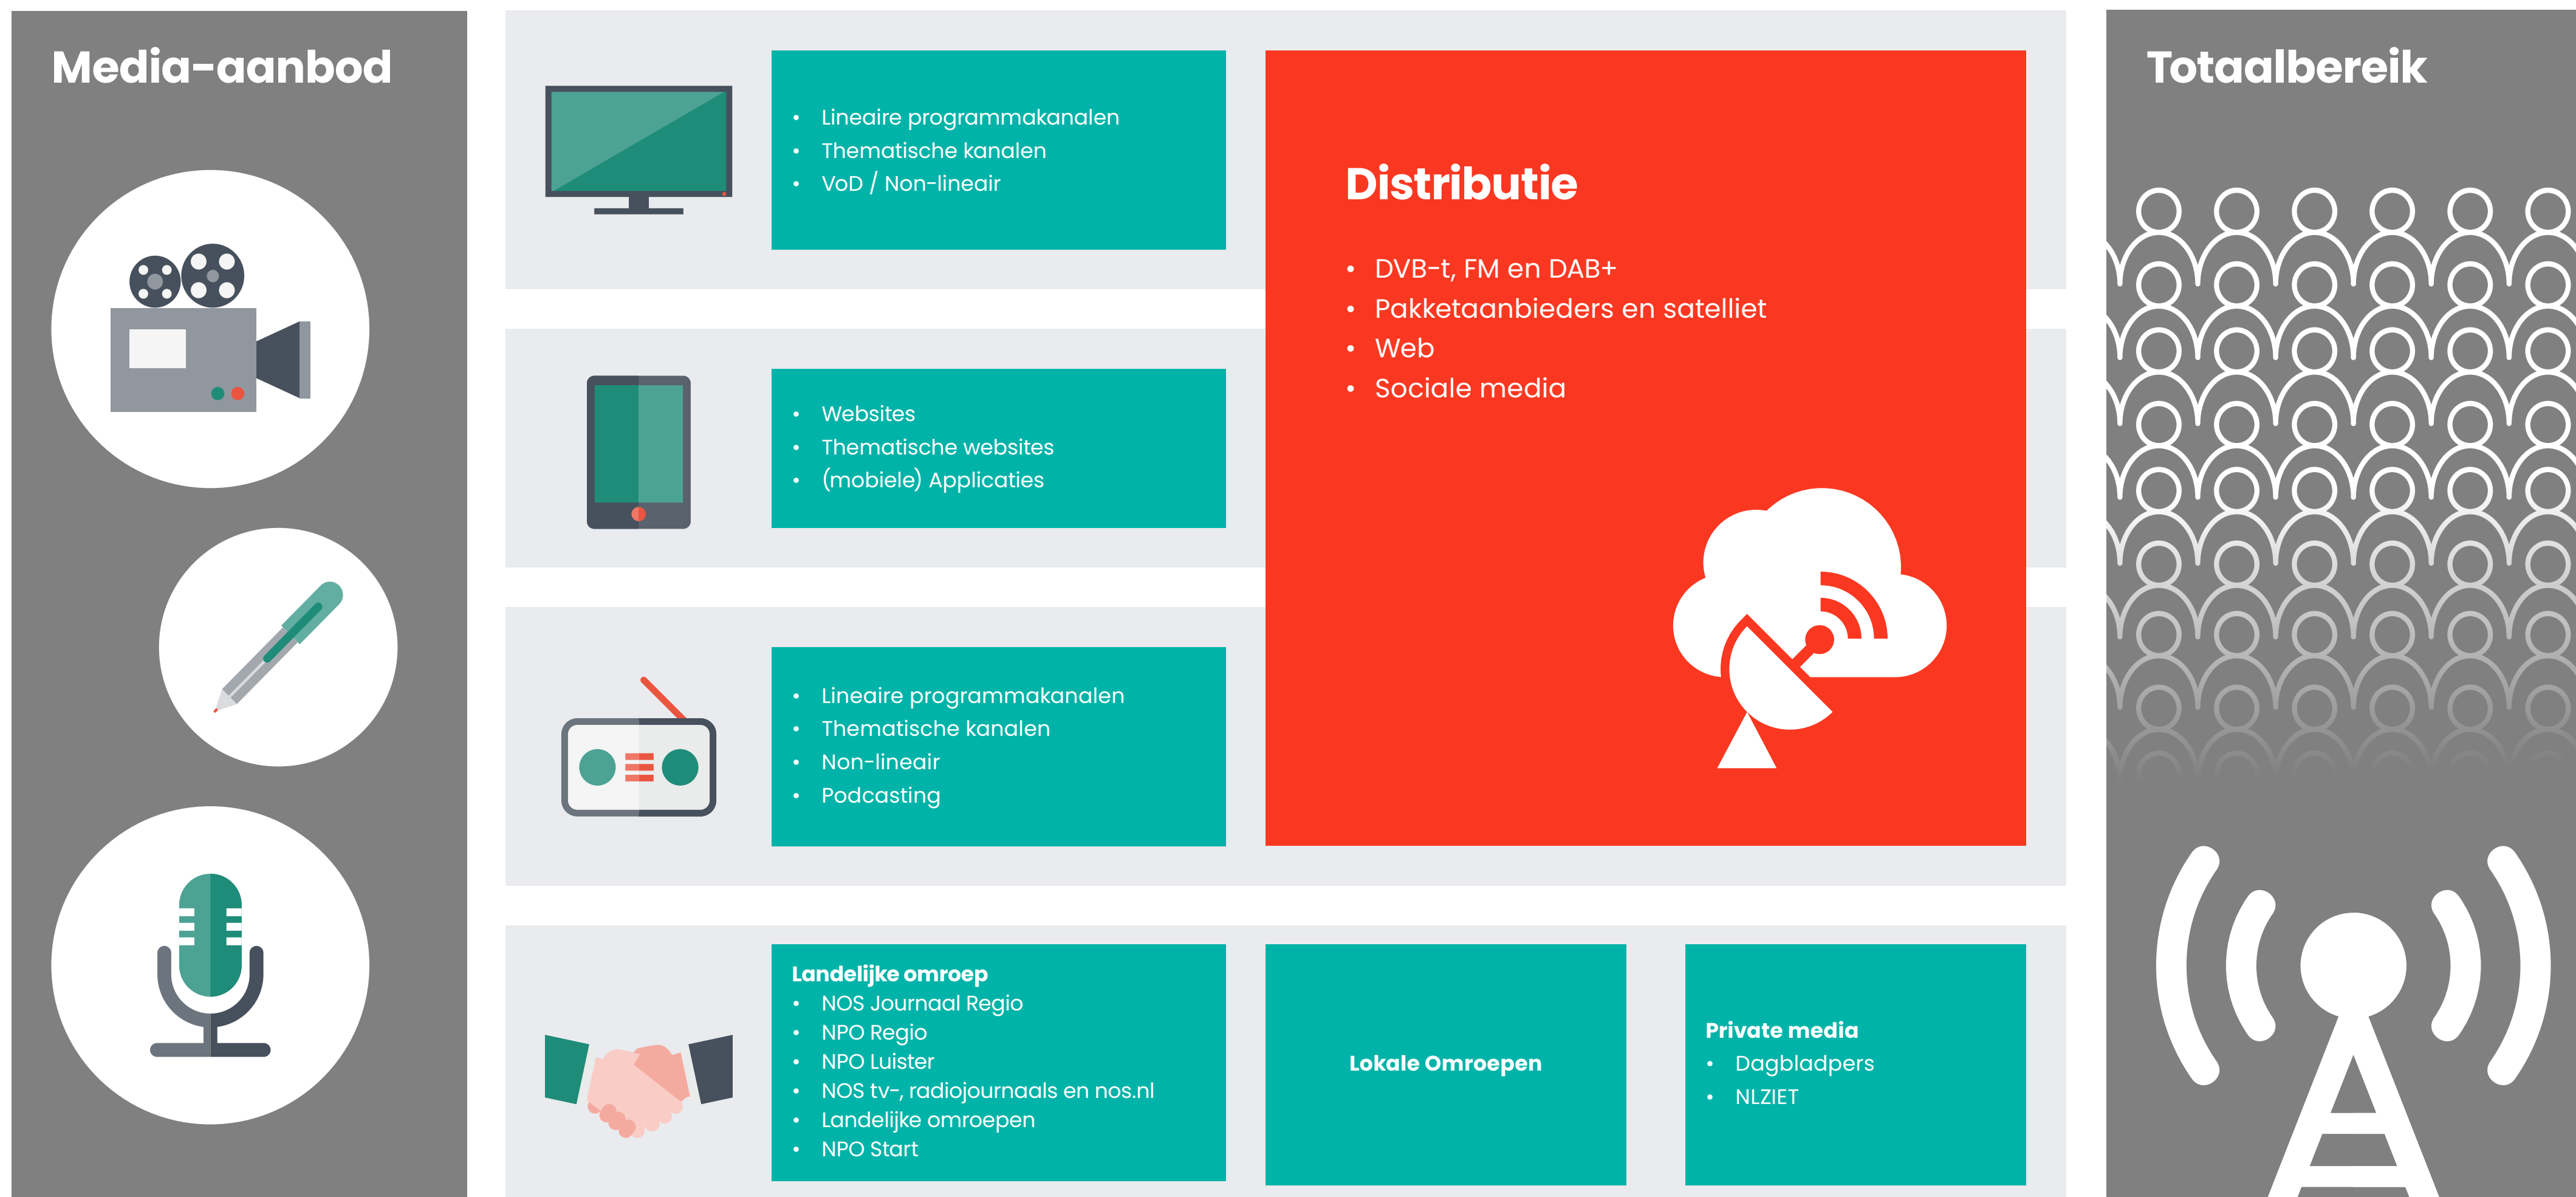 Media-aanbod
• Lineaire programmakanalen
• Thematische kanalen
• VoD / Non-lineair
• Websites
• Thematische websites
• (mobiele) Applicaties
• Lineaire programmakanalen
• Thematische kanalen
• Non-lineair
• Podcasting
Distributie
• DVB-t, FM en DAB+
• Pakketaanbieders en satelliet
• Web
• Sociale media
Landelijke omroep
• NOS Journaal Regio
• NPO Regio
• NPO Luister
• NOS tv-, radiojournaals en nos.nl
• Landelijke omroepen
• NPO Start
Lokale Omroepen
Private media
• Dagbladpers
• NLZIET
Totaalbereik